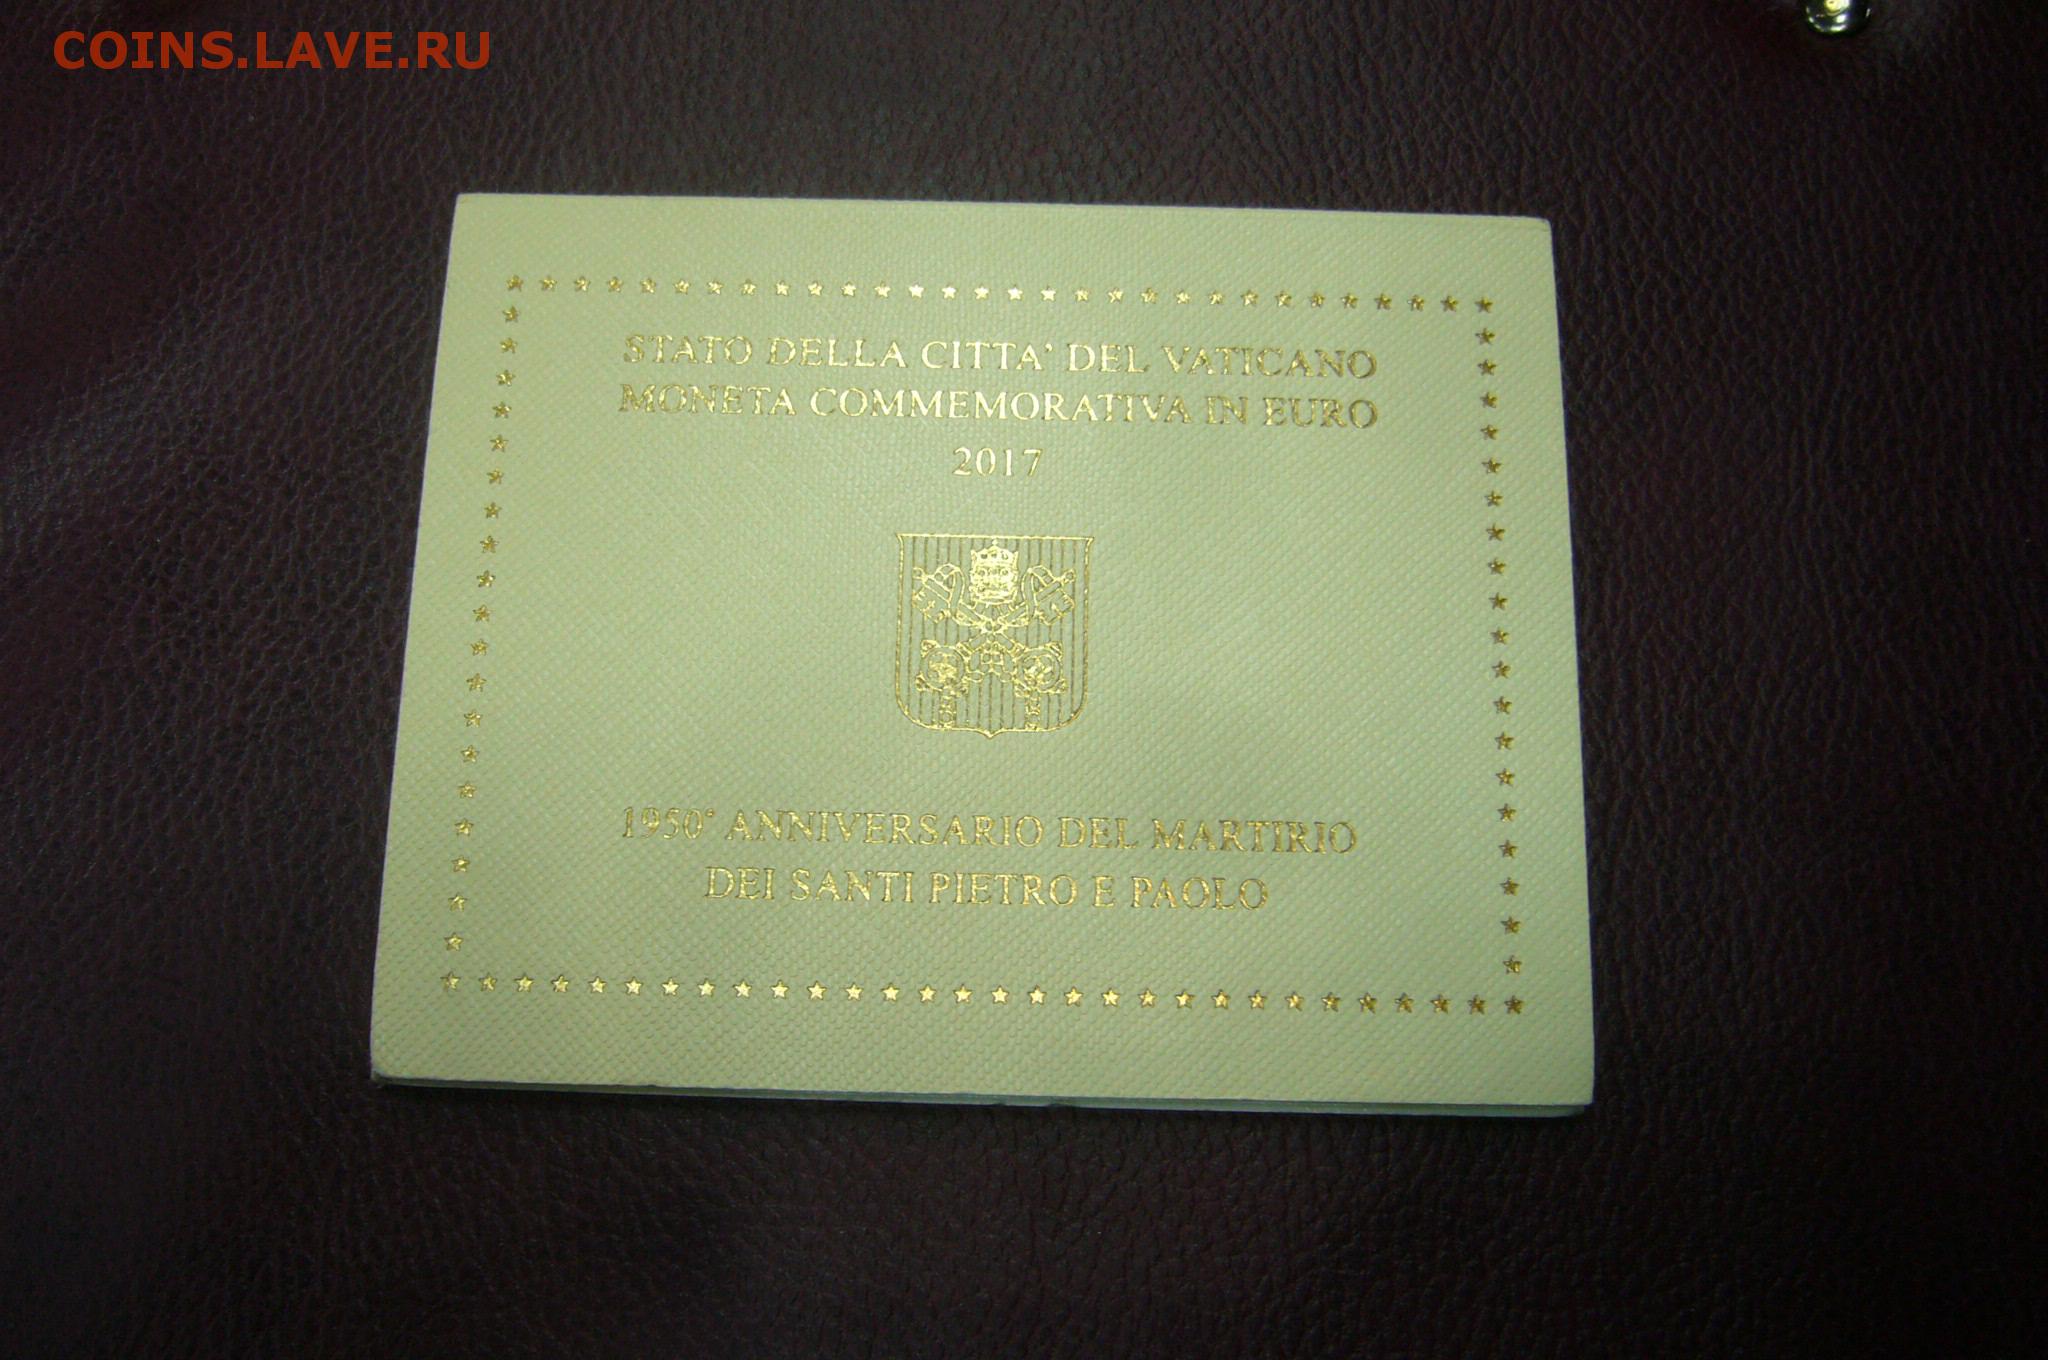 COINS.LAVE.RU
STATO DELLA CITTA' DEL VATICANO
MONETA COMMEMORATIVA IN EURO
2017
1950° ANNIVERSARIO DEL MARTIRIO
DEI SANTI PIETRO E PAOLO